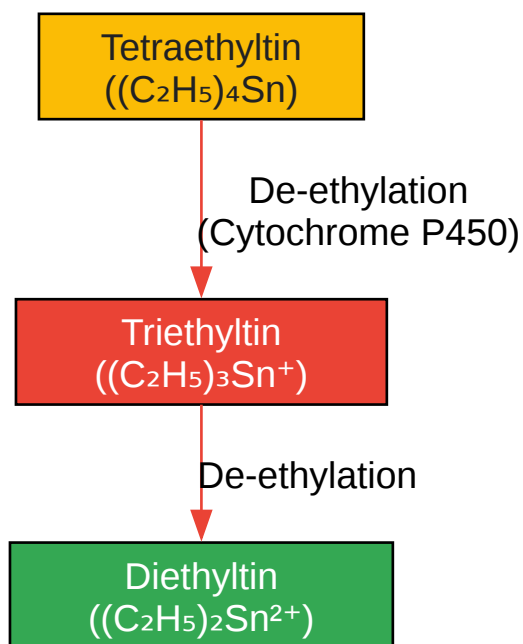 Tetraethyltin
((C₂H₅)₄Sn)
De-ethylation
(Cytochrome P450)
Triethyltin
((C₂H₅)₃Sn⁺)
De-ethylation
Diethyltin
((C₂H₅)₂Sn²⁺)